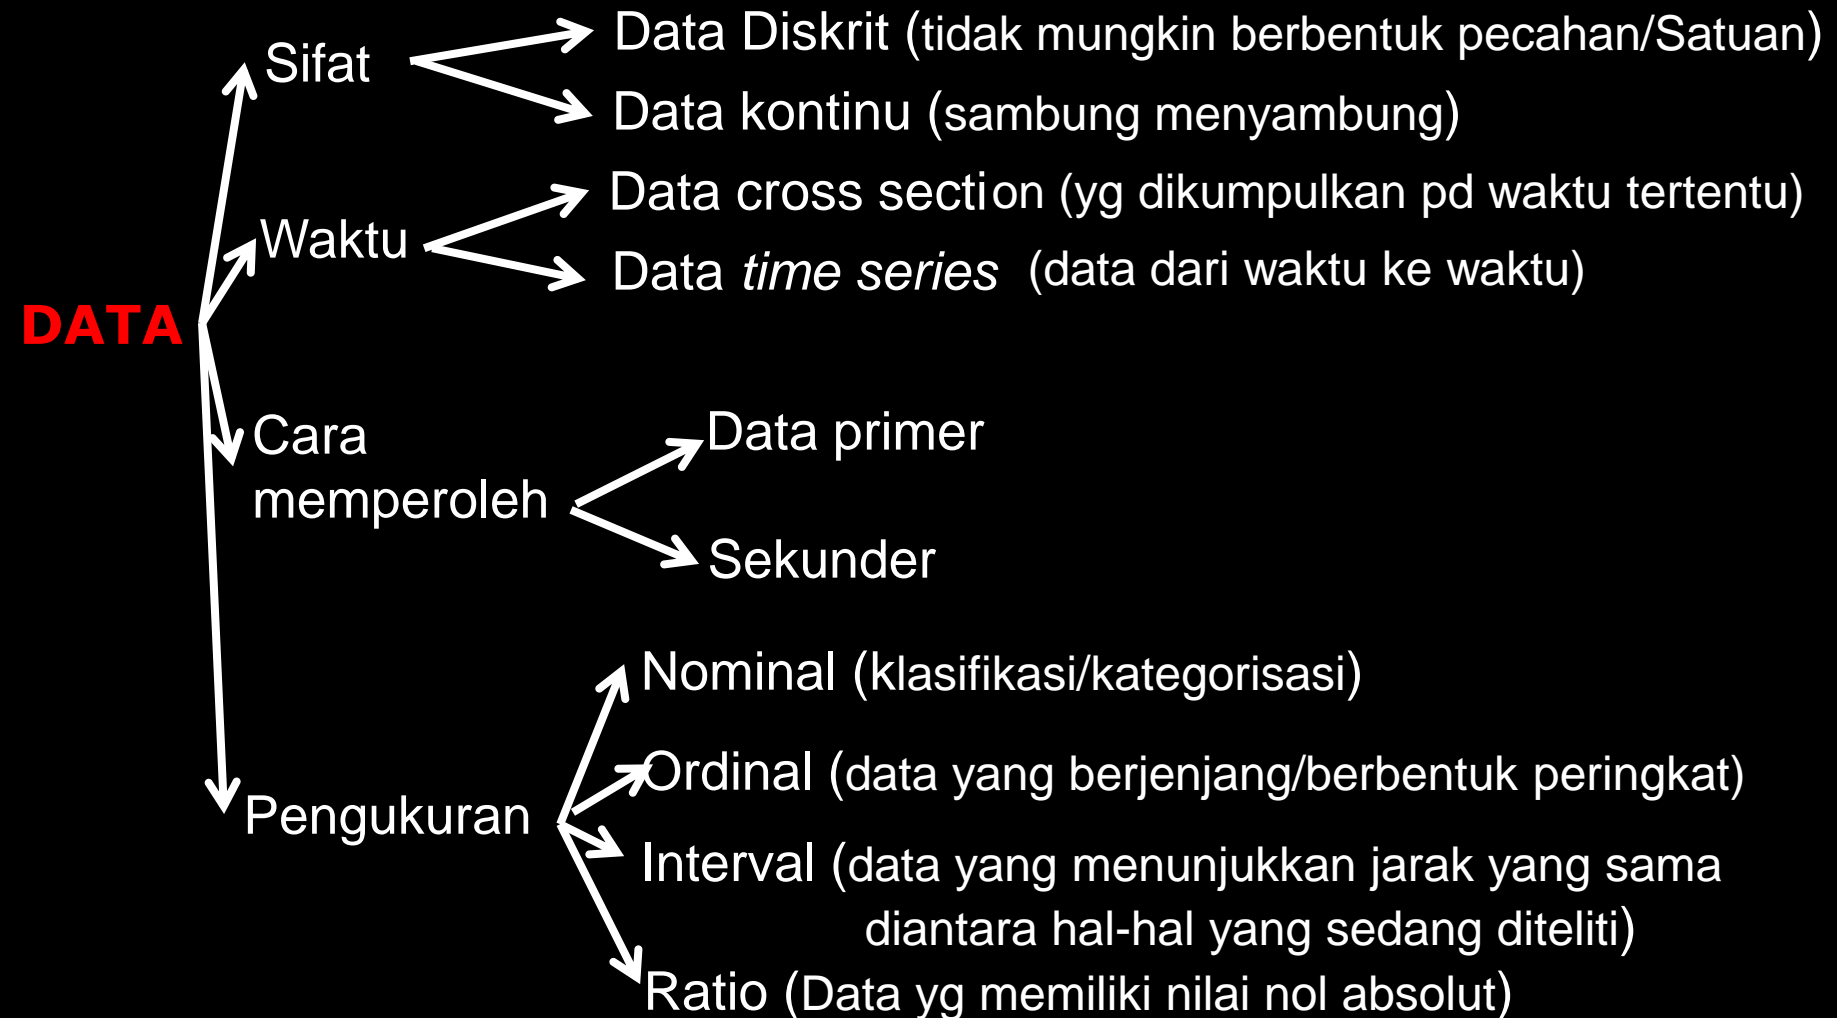 Data Diskrit (tidak mungkin berbentuk pecahan/Satuan)
Sifat
Data kontinu (sambung menyambung)
Data cross section (yg dikumpulkan pd waktu tertentu)
Waktu
Data time series (data dari waktu ke waktu)
DATA
Cara
memperoleh
Data primer
Sekunder
Nominal (klasifikasi/kategorisasi)
Ordinal (data yang berjenjang/berbentuk peringkat)
Pengukuran
Interval (data yang menunjukkan jarak yang sama
diantara hal-hal yang sedang diteliti)
Ratio (Data yg memiliki nilai nol absolut)